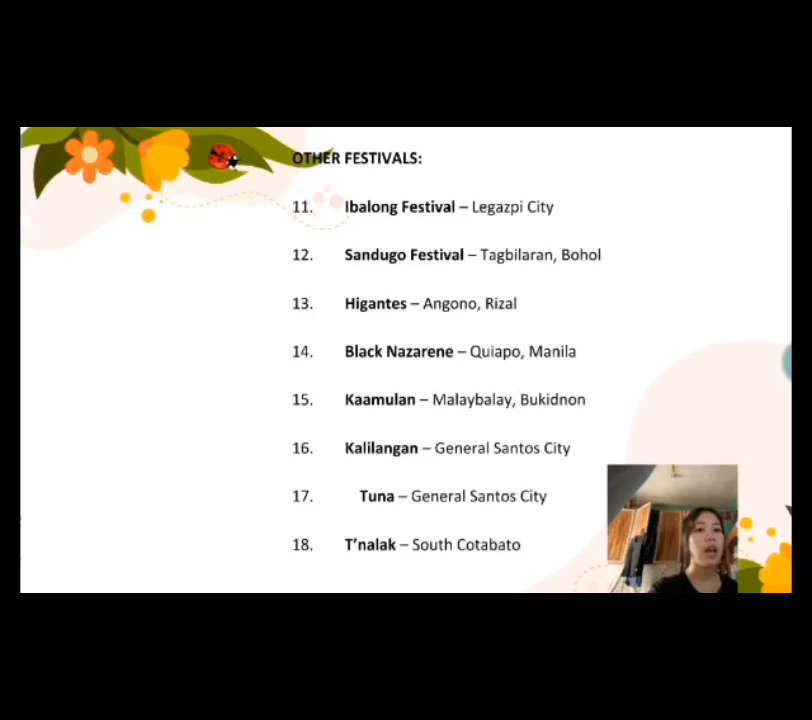 OTHER FESTIVALS:
11. Ibalong Festival – Legazpi City
12. Sandugo Festival – Tagbilaran, Bohol
13. Higantes – Angono, Rizal
14. Black Nazarene – Quiapo, Manila
15. Kaamulan – Malaybalay, Bukidnon
16. Kalilangan – General Santos City
17. Tuna – General Santos City
18. T’nalak – South Cotabato